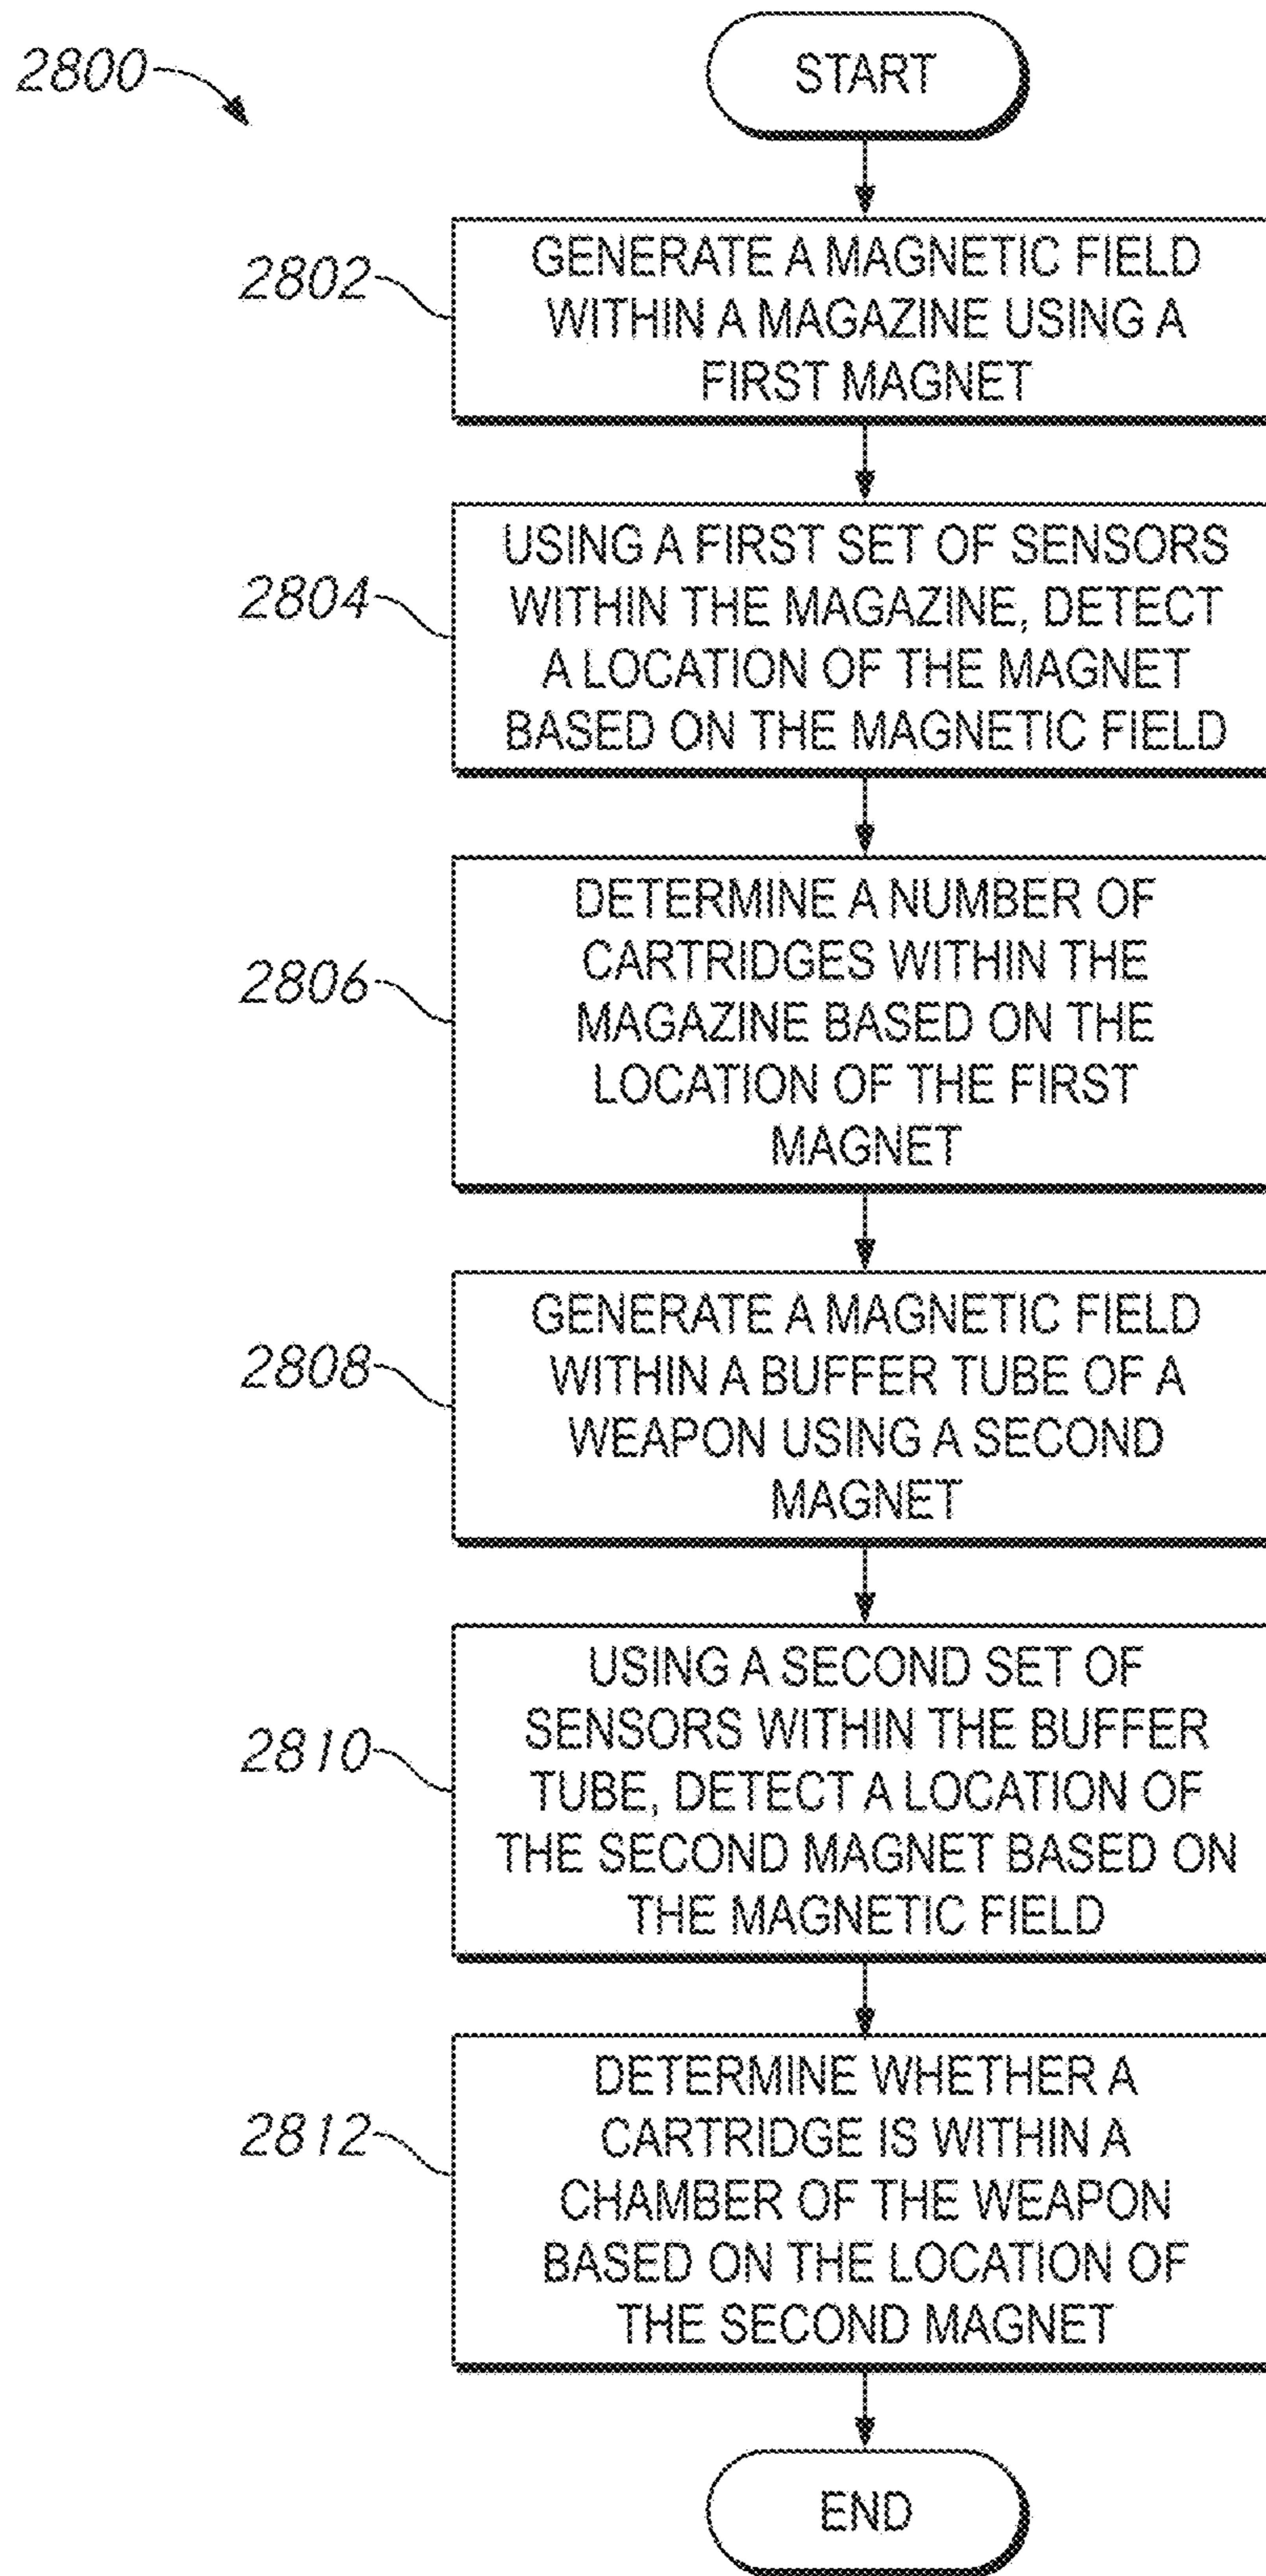 2800
START
2802
GENERATE A MAGNETIC FIELD
WITHIN A MAGAZINE USING A
FIRST MAGNET
2804
USING A FIRST SET OF SENSORS
WITHIN THE MAGAZINE, DETECT
A LOCATION OF THE MAGNET
BASED ON THE MAGNETIC FIELD
2806
DETERMINE A NUMBER OF
CARTRIDGES WITHIN THE
MAGAZINE BASED ON THE
LOCATION OF THE FIRST
MAGNET
2808
GENERATE A MAGNETIC FIELD
WITHIN A BUFFER TUBE OF A
WEAPON USING A SECOND
MAGNET
2810
USING A SECOND SET OF
SENSORS WITHIN THE BUFFER
TUBE, DETECT A LOCATION OF
THE SECOND MAGNET BASED ON
THE MAGNETIC FIELD
2812
DETERMINE WHETHER A
CARTRIDGE IS WITHIN A
CHAMBER OF THE WEAPON
BASED ON THE LOCATION OF
THE SECOND MAGNET
END